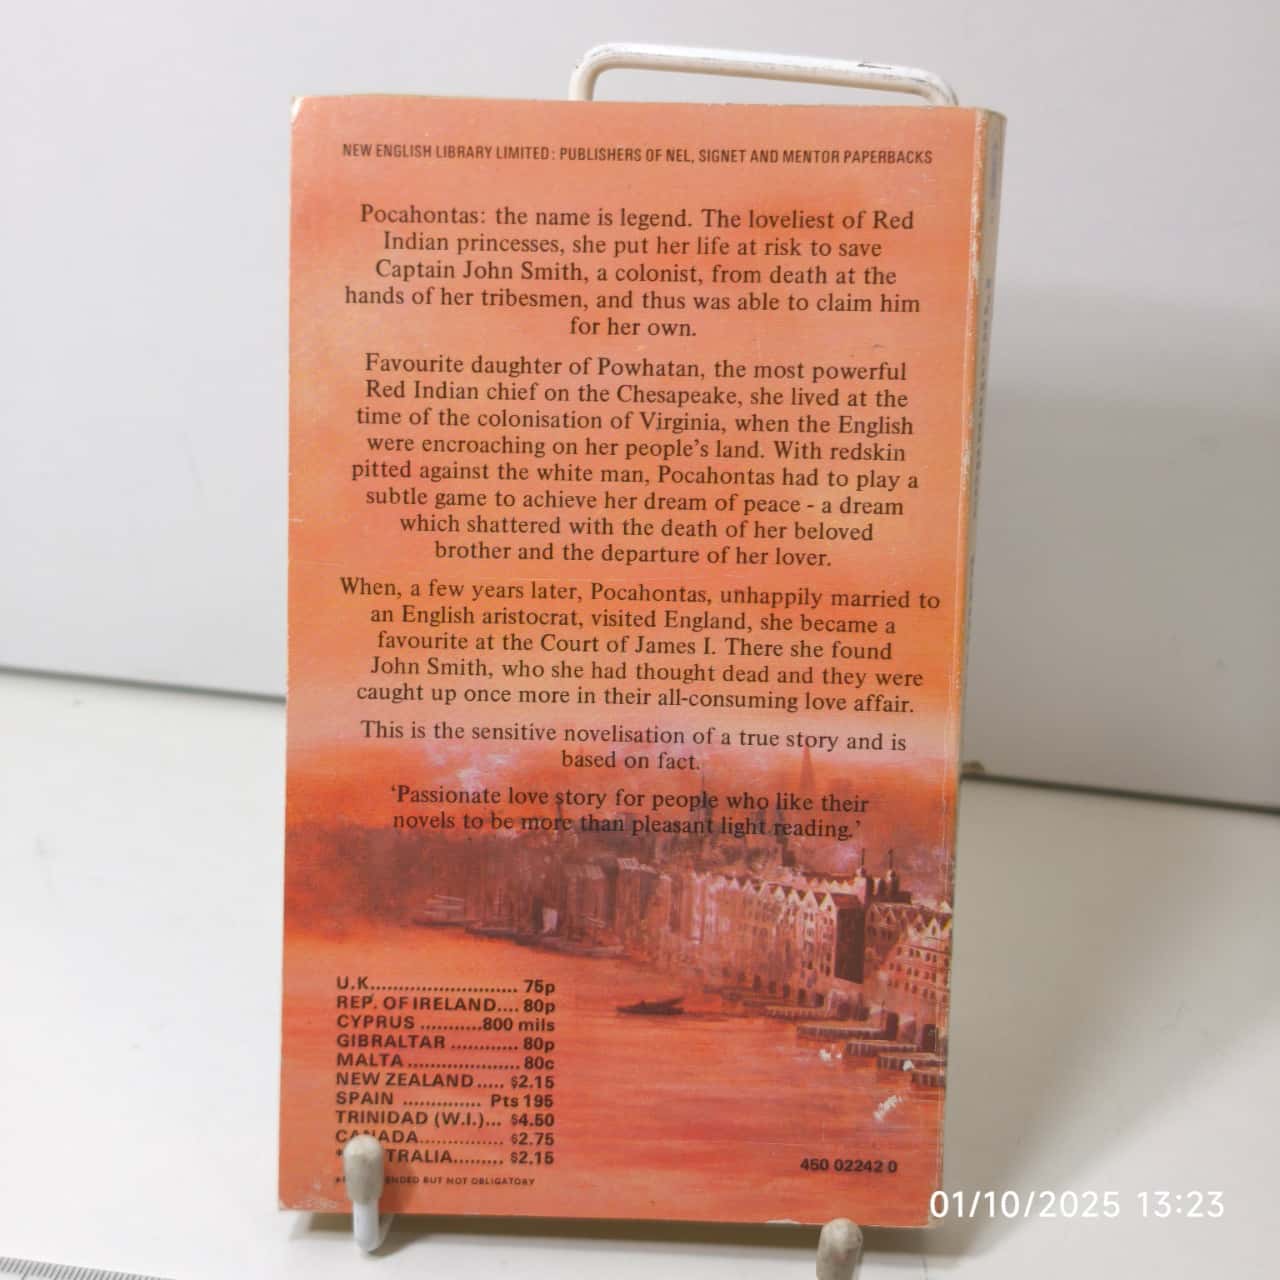 NEW ENGLISH LIBRARY LIMITED: PUBLISHERS OF NEL, SIGNET AND MENTOR PAPERBACKS
Pocahontas: the name is legend. The loveliest of Red
Indian princesses, she put her life at risk to save
Captain John Smith, a colonist, from death at the
hands of her tribesmen, and thus was able to claim him
for her own.
Favourite daughter of Powhatan, the most powerful
Red Indian chief on the Chesapeake, she lived at the
time of the colonisation of Virginia, when the English
were encroaching on her people's land. With redskin
pitted against the white man, Pocahontas had to play a
subtle game to achieve her dream of peace - a dream
which shattered with the death of her beloved
brother and the departure of her lover.
When, a few years later, Pocahontas, unhappily married to
an English aristocrat, visited England, she became a
favourite at the Court of James I. There she found
John Smith, who she had thought dead and they were
caught up once more in their all-consuming love affair.
This is the sensitive novelisation of a true story and is
based on fact.
'Passionate love story for people who like their
novels to be more than pleasant light reading.'
U.K.......................... 75p
REP. OF IRELAND.... 80p
CYPRUS ...........800 mils
GIBRALTAR ............ 80p
MALTA .................... 80c
NEW ZEALAND ..... $2.15
SPAIN .............. Pts 195
TRINIDAD (W.I.)... $4.50
CANADA............... $2.75
TRALIA......... $2.15
ENDED BUT NOT OBLIGATORY
450 02242 0
01/10/2025 13:23